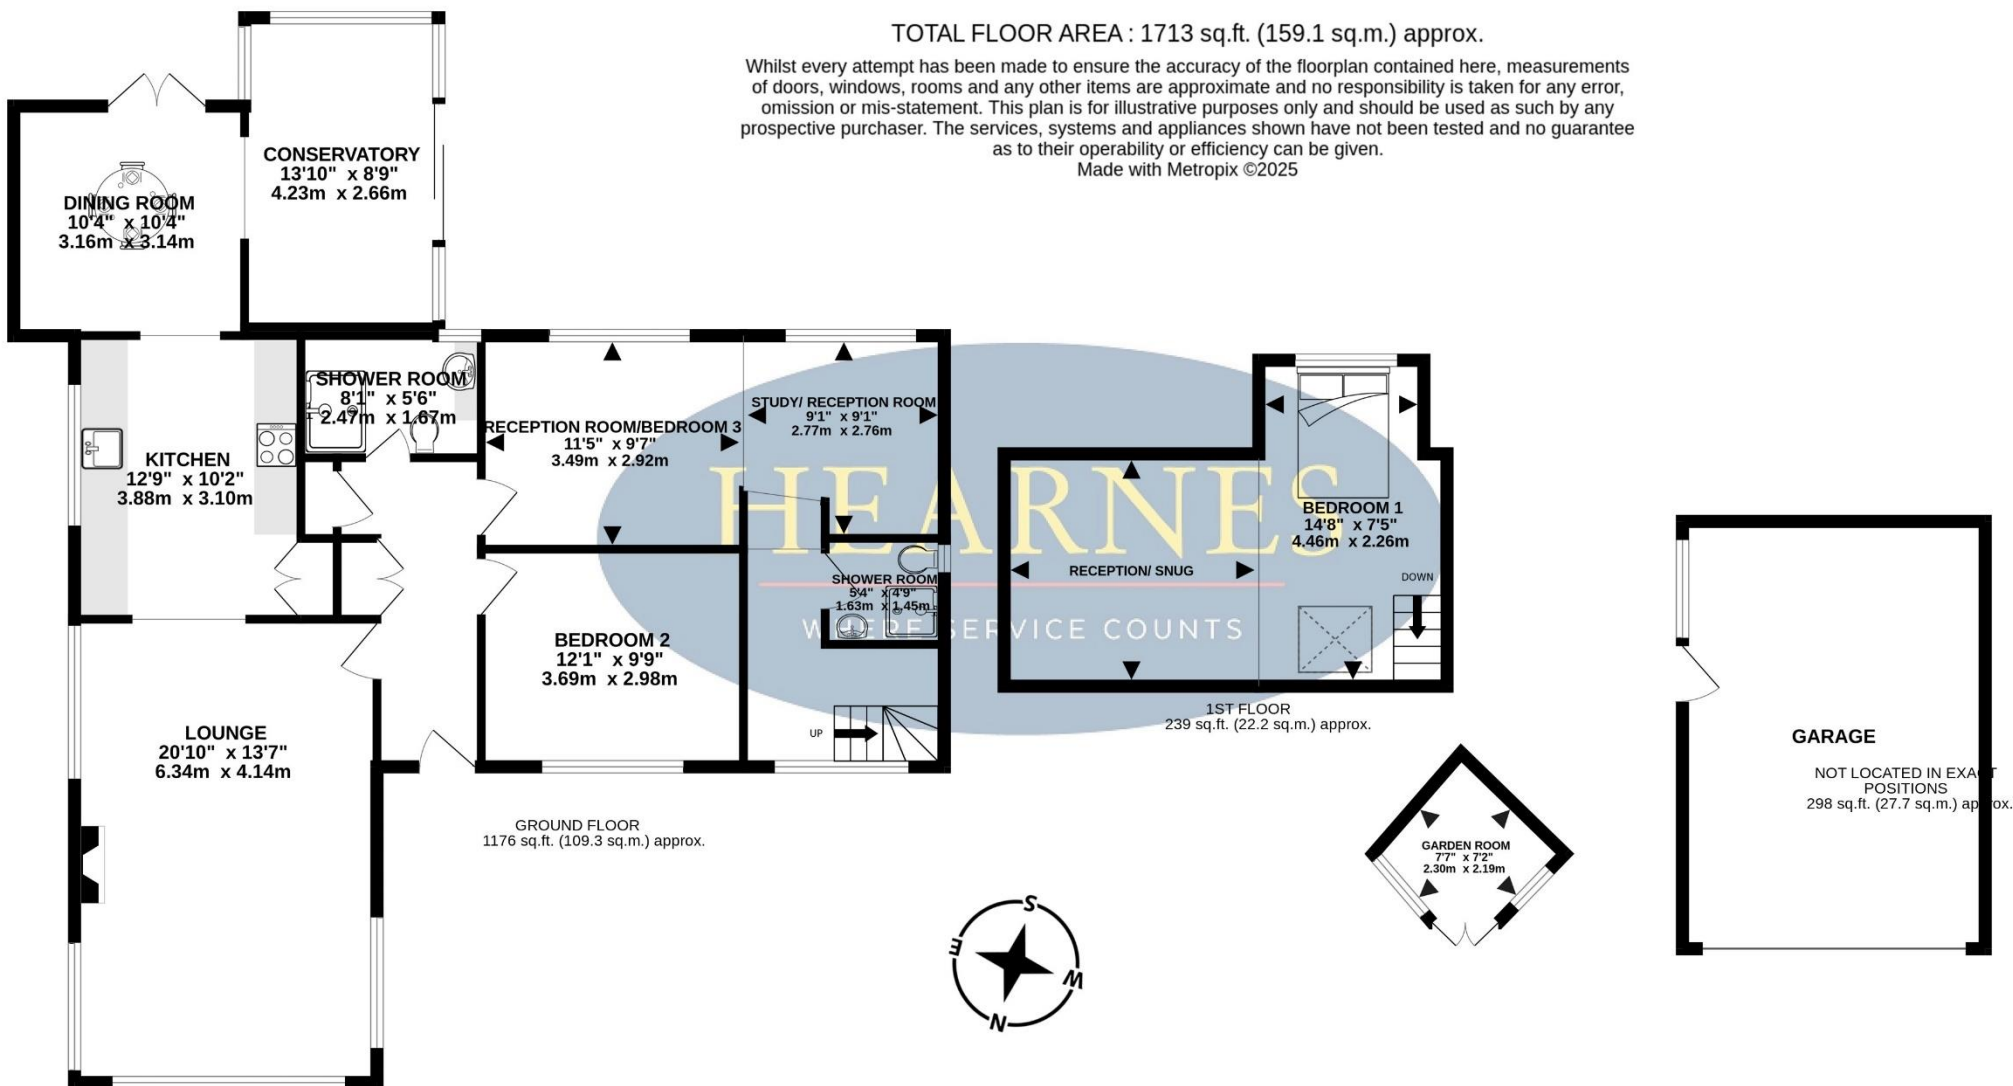 TOTAL FLOOR AREA : 1713 sq.ft. (159.1 sq.m.) approx.
Whilst every attempt has been made to ensure the accuracy of the floorplan contained here, measurements
of doors, windows, rooms and any other items are approximate and no responsibility is taken for any error,
omission or mis-statement. This plan is for illustrative purposes only and should be used as such by any
prospective purchaser. The services, systems and appliances shown have not been tested and no guarantee
as to their operability or efficiency can be given.
Made with Metropix ©2025
CONSERVATORY
13'10" x 8'9"
4.23m x 2.66m
DINING ROOM
10'4" x 10'4"
3.16m x 3.14m
SHOWER ROOM
8'1" x 5'6"
2.47m x 1.67m
KITCHEN
12'9" x 10'2"
3.88m x 3.10m
RECEPTION ROOM/BEDROOM 3
11'5" x 9'7"
3.49m x 2.92m
STUDY/ RECEPTION ROOM
9'1" x 9'1"
2.77m x 2.76m
HEARNES
WHERE SERVICE COUNTS
SHOWER ROOM
5'4" x 4'9"
1.63m x 1.45m
BEDROOM 2
12'1" x 9'9"
3.69m x 2.98m
UP
LOUNGE
20'10" x 13'7"
6.34m x 4.14m
GROUND FLOOR
1176 sq.ft. (109.3 sq.m.) approx.
BEDROOM 1
14'8" x 7'5"
4.46m x 2.26m
RECEPTION/ SNUG
DOWN
1ST FLOOR
239 sq.ft. (22.2 sq.m.) approx.
GARAGE
NOT LOCATED IN EXACT
POSITIONS
298 sq.ft. (27.7 sq.m.) approx.
GARDEN ROOM
7'7" x 7'2"
2.30m x 2.19m
S
E
W
N